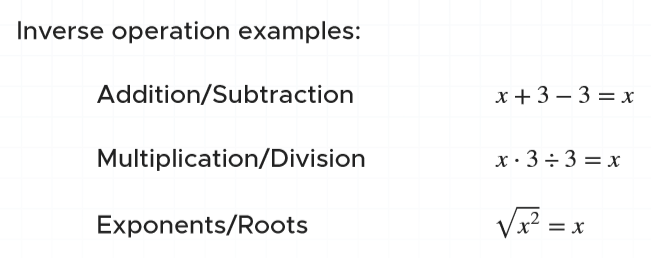 Inverse operation examples:
Addition/Subtraction x + 3 − 3 = x
Multiplication/Division x · 3 ÷ 3 = x
Exponents/Roots √x² = x